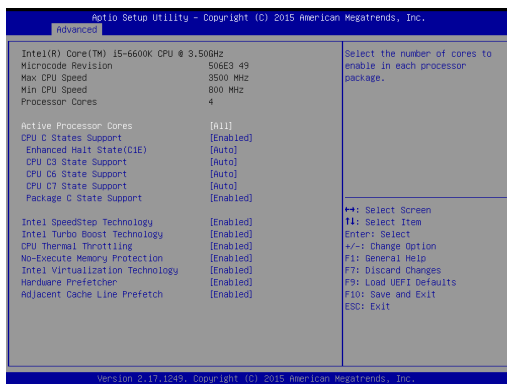 Aptio Setup Utility – Copyright (C) 2015 American Megatrends, Inc.
Advanced
Intel(R) Core(TM) i5-6600K CPU @ 3.50GHz
Microcode Revision 506E3 49
Max CPU Speed 3500 MHz
Min CPU Speed 800 MHz
Processor Cores 4
Active Processor Cores [All]
CPU C States Support [Enabled]
Enhanced Halt State(C1E) [Auto]
CPU C3 State Support [Auto]
CPU C6 State Support [Auto]
CPU C7 State Support [Auto]
Package C State Support [Enabled]
Intel SpeedStep Technology [Enabled]
Intel Turbo Boost Technology [Enabled]
CPU Thermal Throttling [Enabled]
No-Execute Memory Protection [Enabled]
Intel Virtualization Technology [Enabled]
Hardware Prefetcher [Enabled]
Adjacent Cache Line Prefetch [Enabled]
Select the number of cores to
enable in each processor
package.
↔: Select Screen
↑↓: Select Item
Enter: Select
+/-: Change Option
F1: General Help
F7: Discard Changes
F9: Load UEFI Defaults
F10: Save and Exit
ESC: Exit
Version 2.17.1249. Copyright (C) 2015 American Megatrends, Inc.